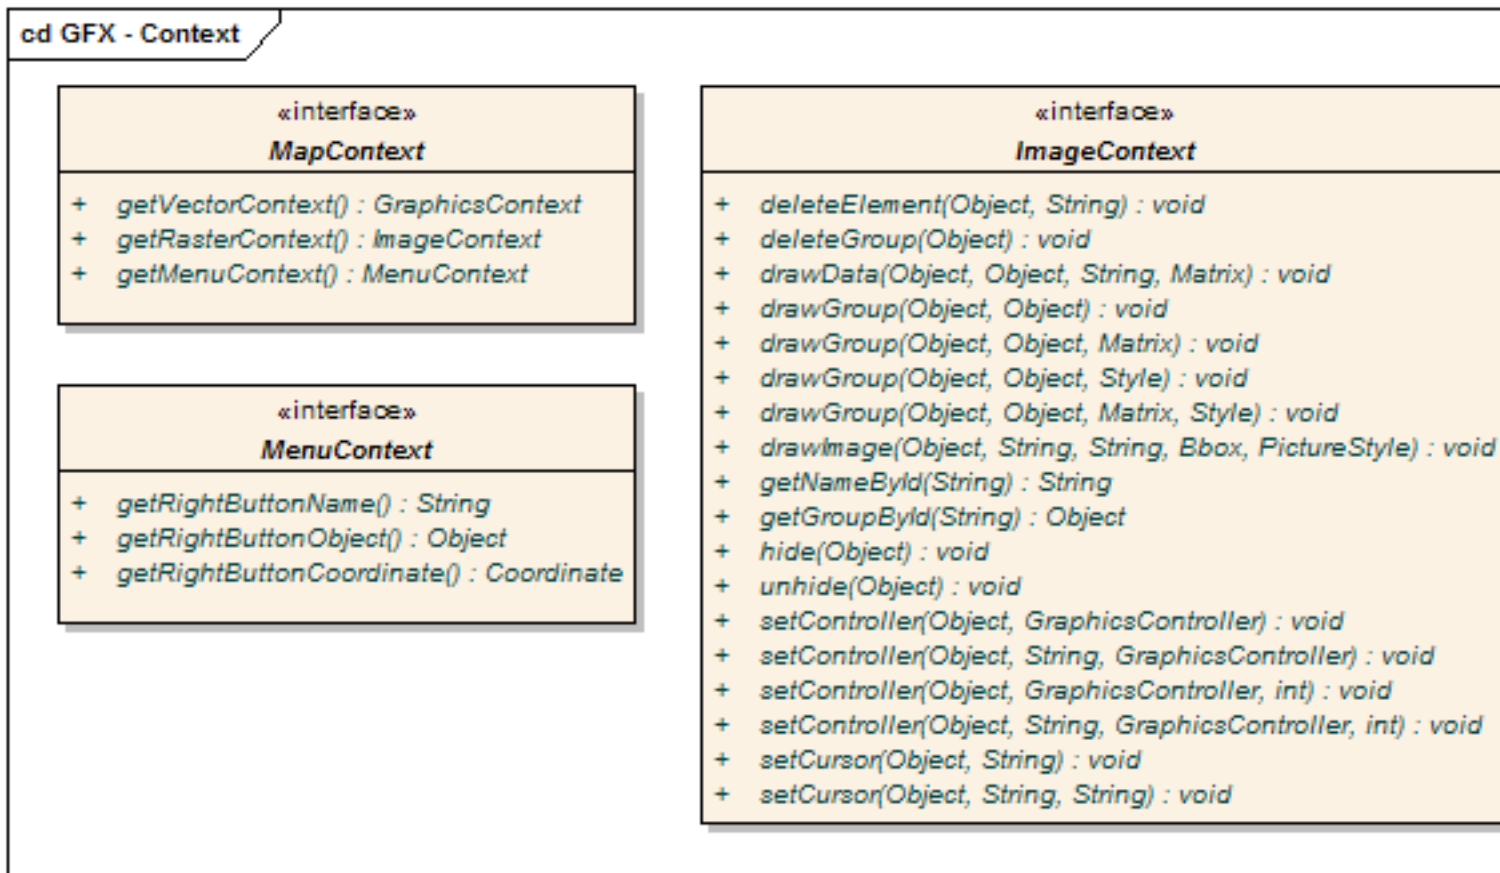 cd GFX - Context
«interface»
MapContext
+ getVectorContext() : GraphicsContext
+ getRasterContext() : ImageContext
+ getMenuContext() : MenuContext
«interface»
MenuContext
+ getRightButtonName() : String
+ getRightButtonObject() : Object
+ getRightButtonCoordinate() : Coordinate
«interface»
ImageContext
+ deleteElement(Object, String) : void
+ deleteGroup(Object) : void
+ drawData(Object, Object, String, Matrix) : void
+ drawGroup(Object, Object) : void
+ drawGroup(Object, Object, Matrix) : void
+ drawGroup(Object, Object, Style) : void
+ drawGroup(Object, Object, Matrix, Style) : void
+ drawImage(Object, String, String, Bbox, PictureStyle) : void
+ getNameById(String) : String
+ getGroupById(String) : Object
+ hide(Object) : void
+ unhide(Object) : void
+ setController(Object, GraphicsController) : void
+ setController(Object, String, GraphicsController) : void
+ setController(Object, GraphicsController, int) : void
+ setController(Object, String, GraphicsController, int) : void
+ setCursor(Object, String) : void
+ setCursor(Object, String, String) : void